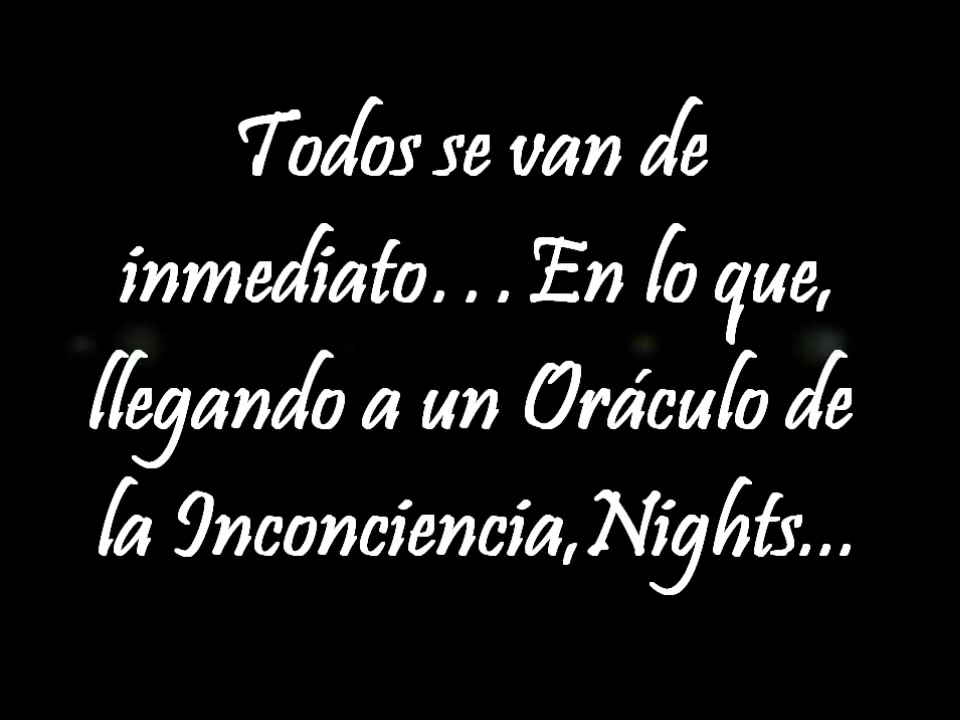 Todos se van de
inmediato...En lo que,
llegando a un Oráculo de
la Inconciencia,Nights...